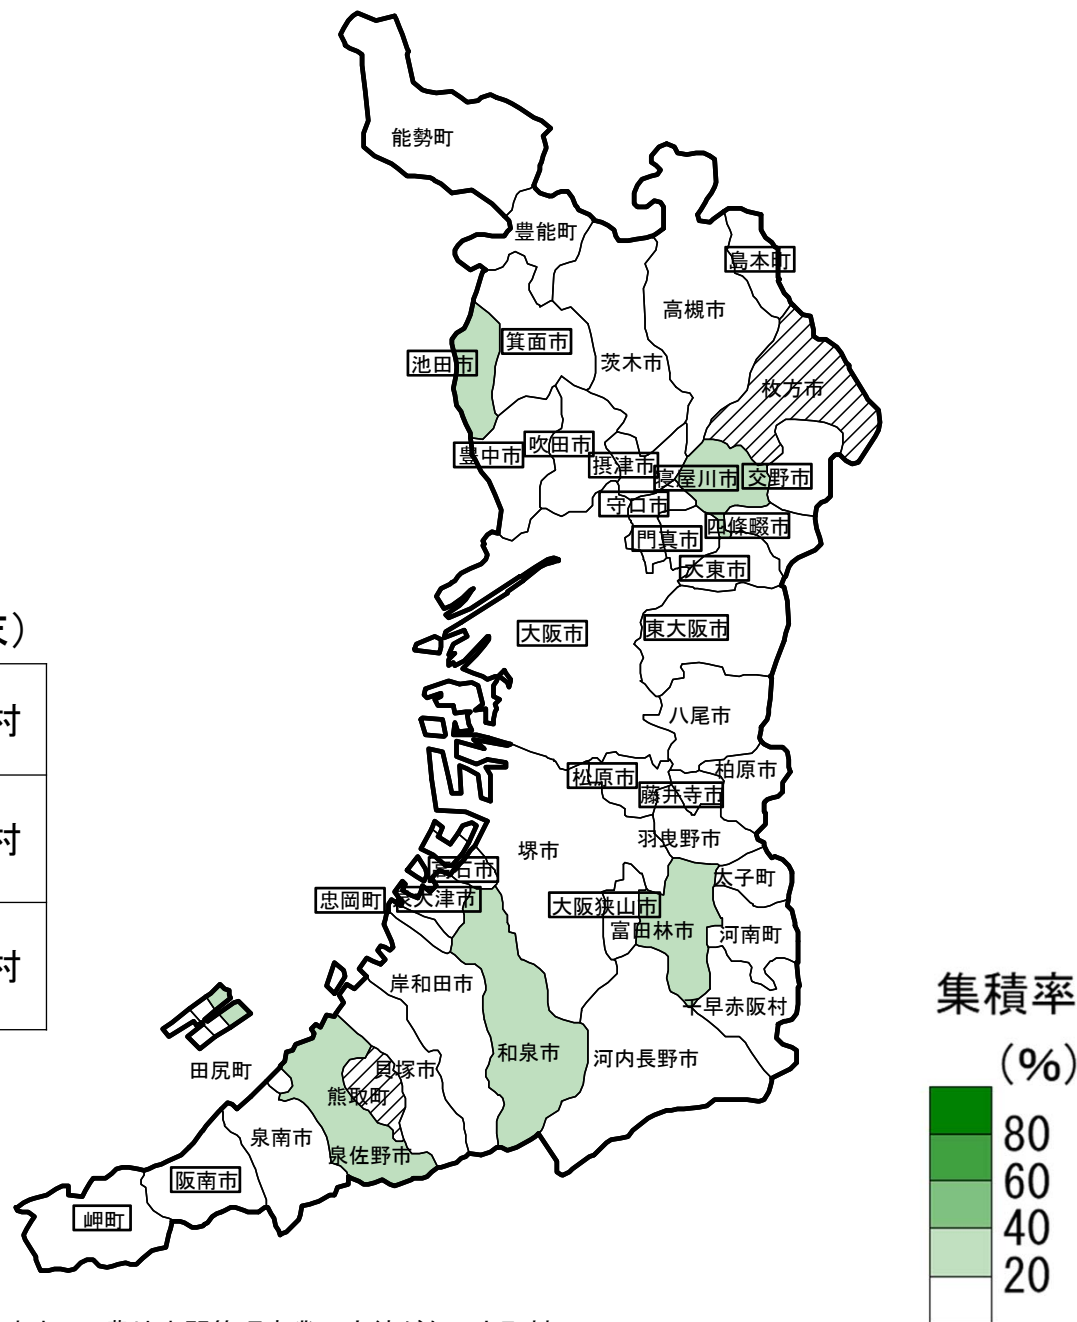 能勢町
豊能町
島本町
高槻市
箕面市
池田市
茨木市
枚方市
吹田市
豊中市
摂津市
寝屋川市
交野市
守口市
四條畷市
門真市
大東市
大阪市
東大阪市
末）
村
八尾市
柏原市
松原市
藤井寺市
村
羽曳野市
堺市
高石市
太子町
忠岡町
泉大津市
大阪狭山市
富田林市
河南町
村
岸和田市
集積率
千早赤阪村
（%）
和泉市
河内長野市
田尻町
貝塚市
熊取町
80
泉南市
泉佐野市
60
阪南市
40
岬町
20